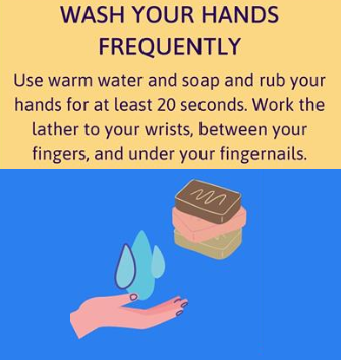 WASH YOUR HANDS
FREQUENTLY
Use warm water and soap and rub your
hands for at least 20 seconds. Work the
lather to your wrists, between your
fingers, and under your fingernails.